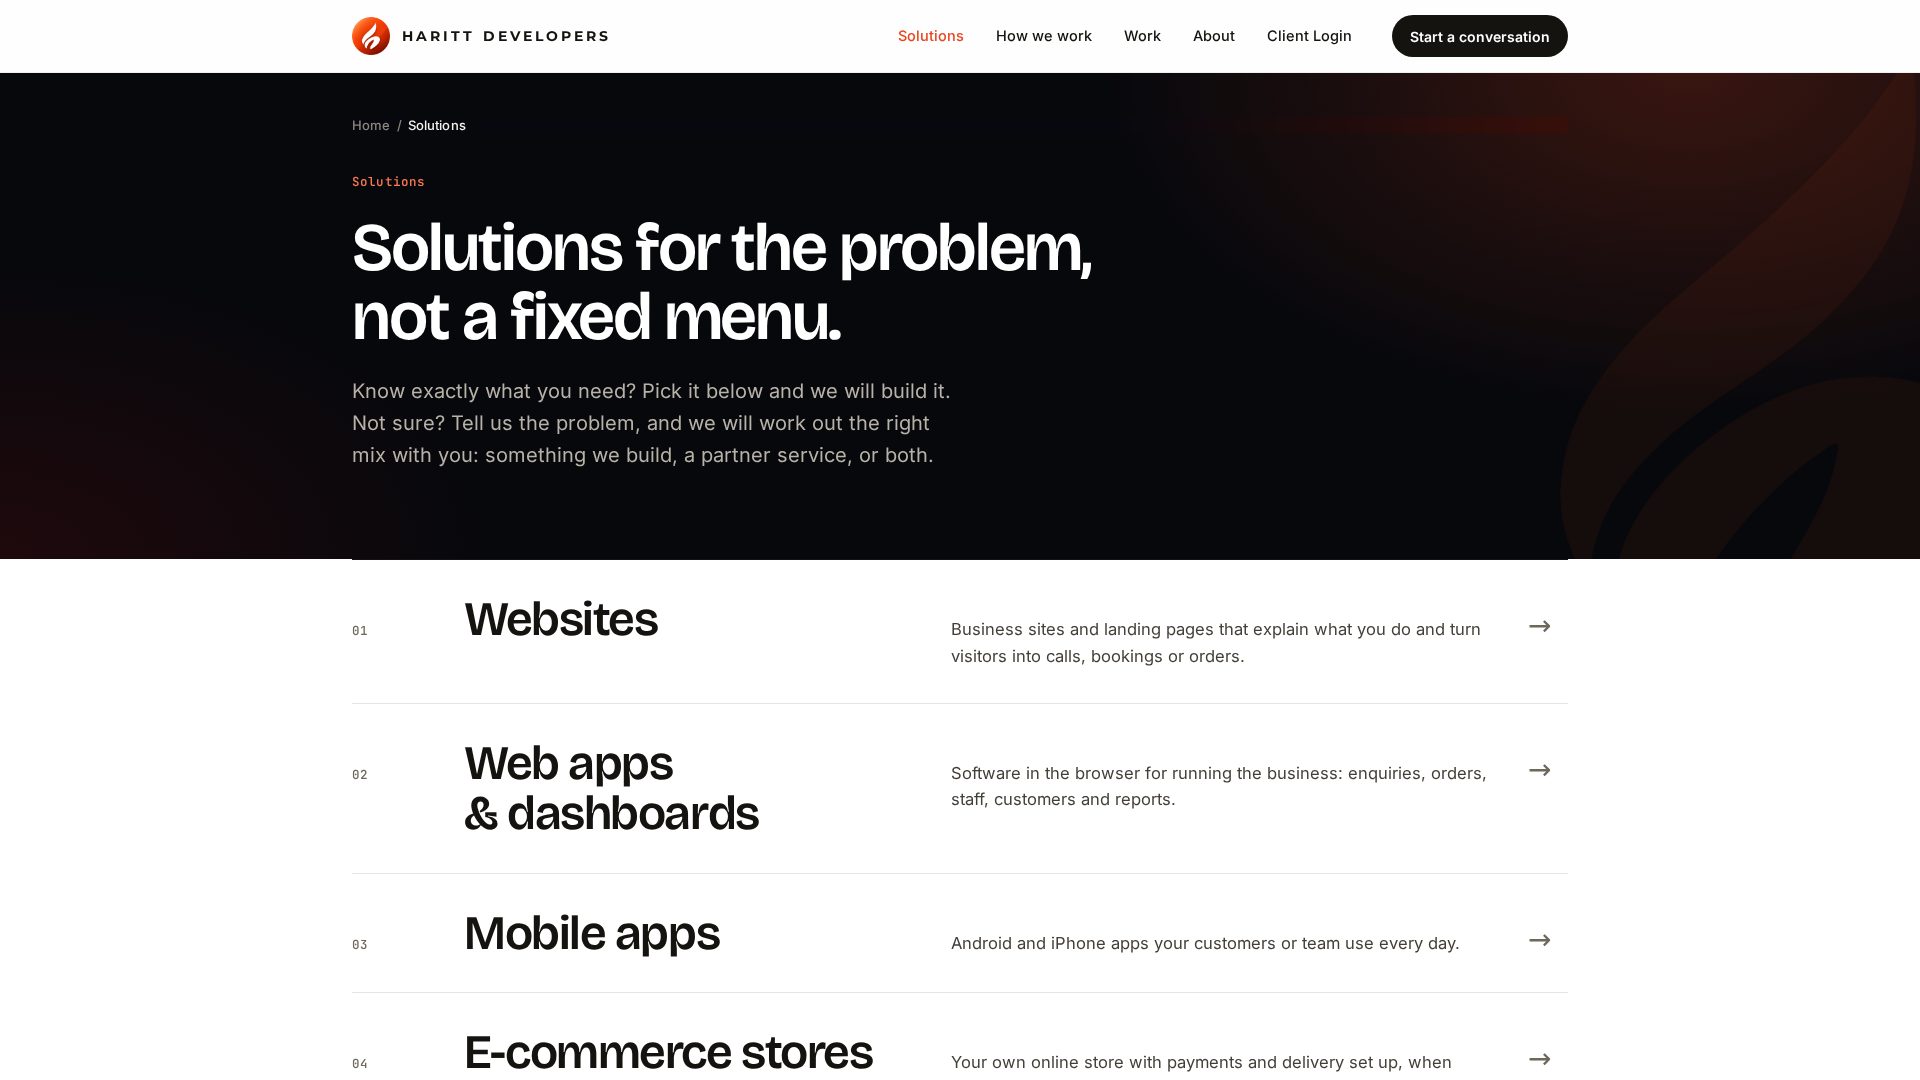 HARITT DEVELOPERS
Solutions
How we work
Work
About
Client Login
Start a conversation
Home / Solutions
Solutions
Solutions for the problem,
not a fixed menu.
Know exactly what you need? Pick it below and we will build it.
Not sure? Tell us the problem, and we will work out the right
mix with you: something we build, a partner service, or both.
01
Websites
Business sites and landing pages that explain what you do and turn
visitors into calls, bookings or orders.
→
02
Web apps
& dashboards
Software in the browser for running the business: enquiries, orders,
staff, customers and reports.
→
03
Mobile apps
Android and iPhone apps your customers or team use every day.
→
04
E-commerce stores
Your own online store with payments and delivery set up, when
→